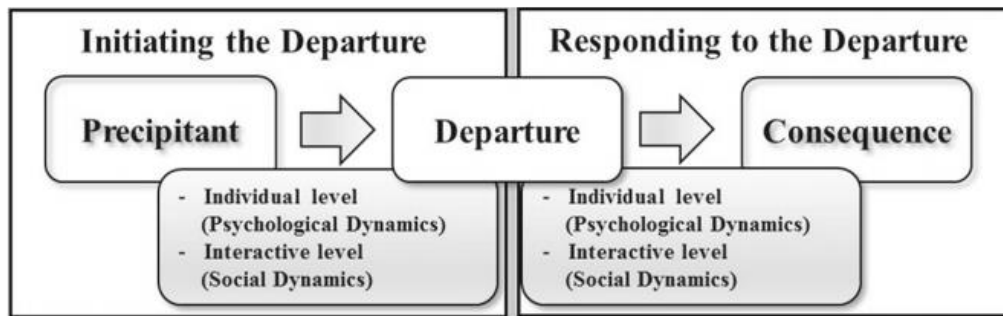 Initiating the Departure
Precipitant
- Individual level
(Psychological Dynamics)
- Interactive level
(Social Dynamics)
Departure
Responding to the Departure
Consequence
- Individual level
(Psychological Dynamics)
- Interactive level
(Social Dynamics)